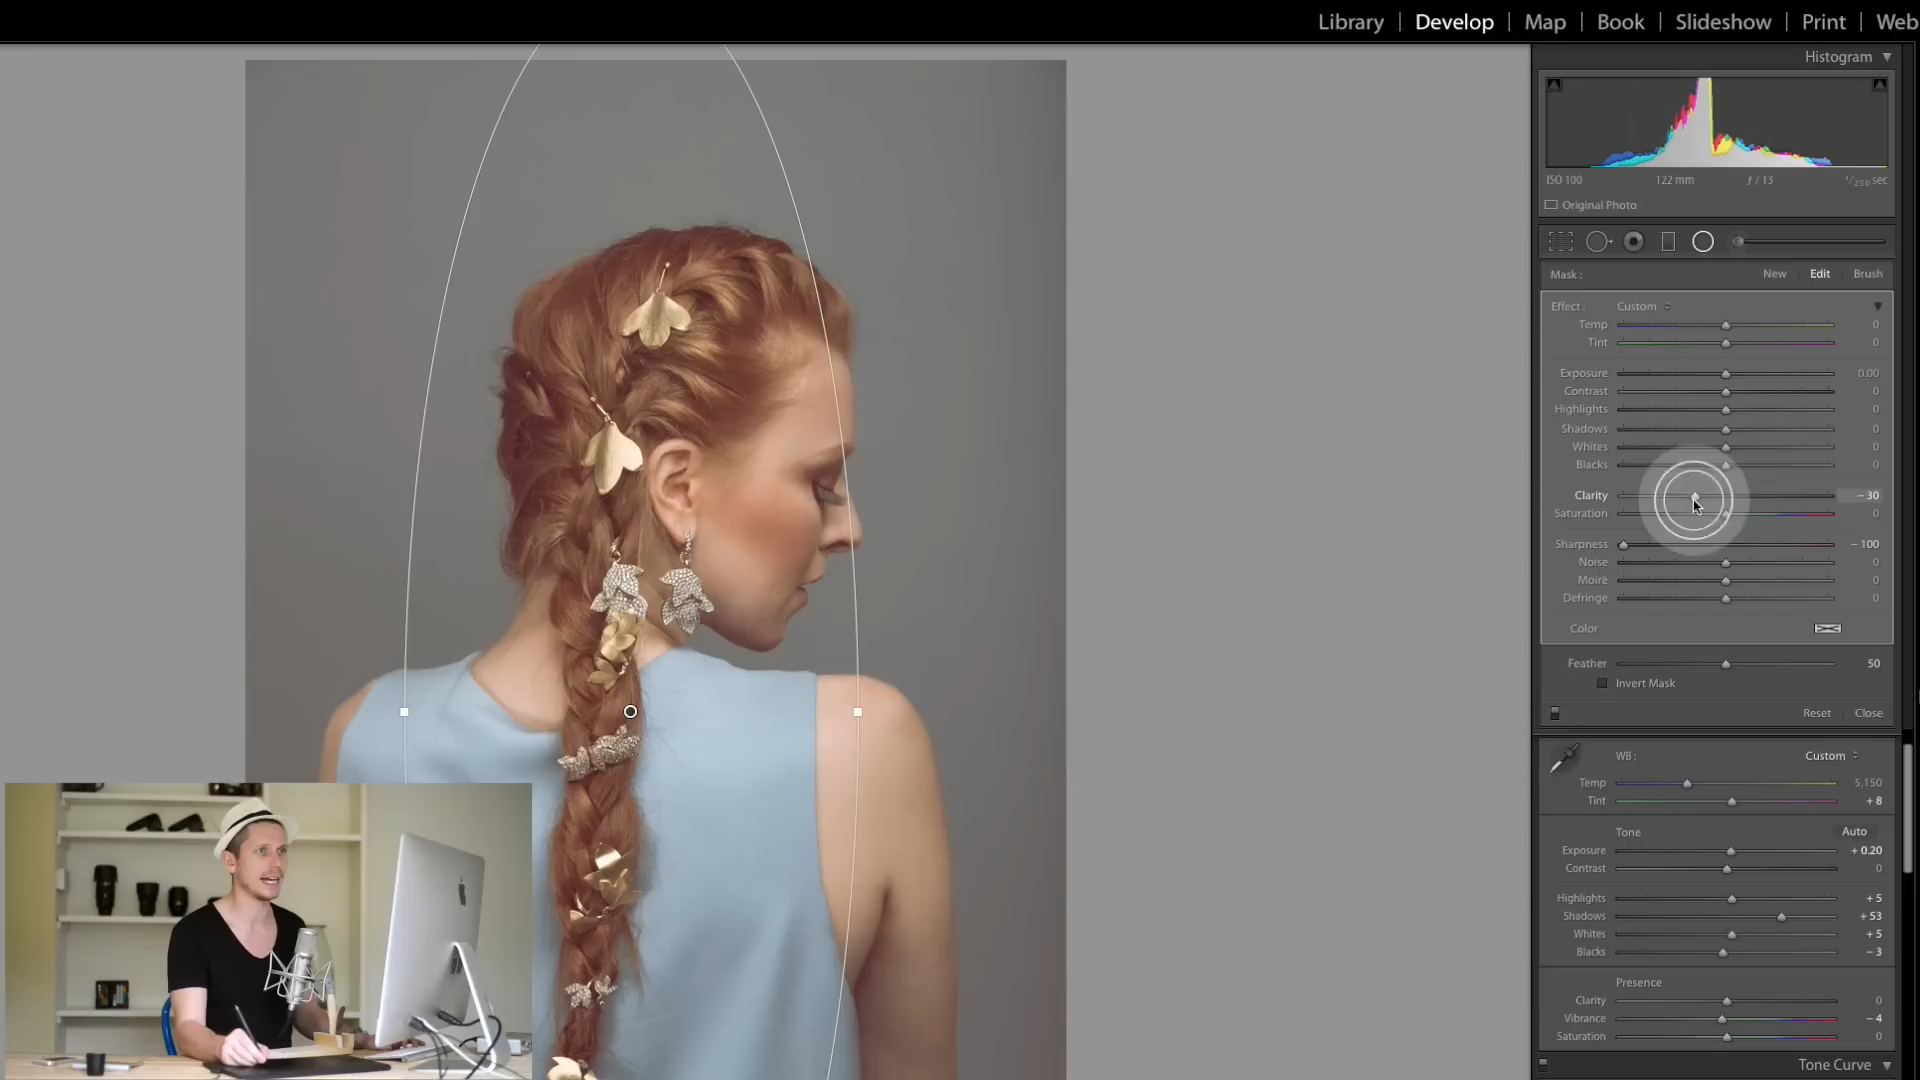 Library | Develop | Map | Book | Slideshow | Print | Web
Histogram
ISO 100 122 mm ƒ / 13 1/250 sec
Original Photo
Mask : New Edit Brush
Effect : Custom
Temp 0
Tint 0
Exposure 0.00
Contrast 0
Highlights 0
Shadows 0
Whites 0
Blacks 0
Clarity – 30
Saturation 0
Sharpness – 100
Noise 0
Moiré 0
Defringe 0
Color
Feather 50
Invert Mask
Reset Close
WB : Custom
Temp 5,150
Tint + 8
Tone Auto
Exposure + 0.20
Contrast 0
Highlights + 5
Shadows + 53
Whites + 5
Blacks – 3
Presence
Clarity 0
Vibrance – 4
Saturation 0
Tone Curve